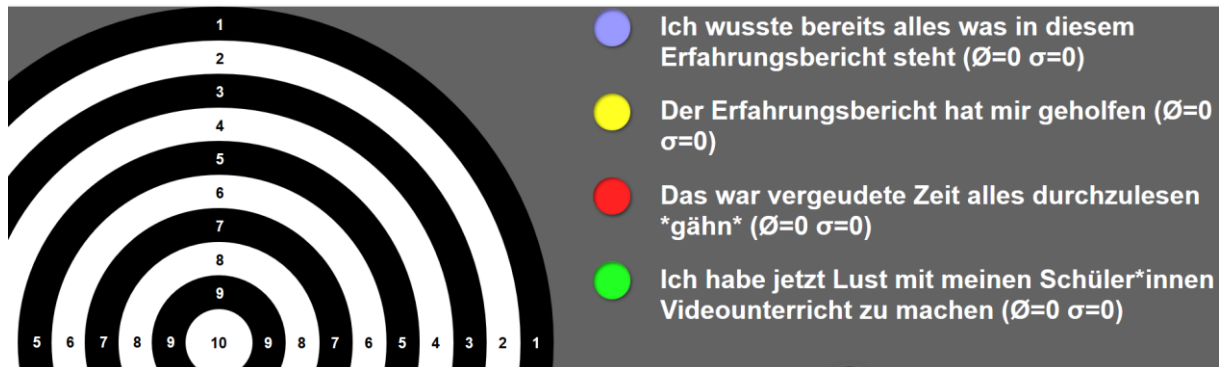 1
2
3
4
5
6
7
8
9
5 6 7 8 9 10 9 8 7 6 5 4 3 2 1
Ich wusste bereits alles was in diesem
Erfahrungsbericht steht (Ø=0 σ=0)
Der Erfahrungsbericht hat mir geholfen (Ø=0
σ=0)
Das war vergeudete Zeit alles durchzulesen
*gähn* (Ø=0 σ=0)
Ich habe jetzt Lust mit meinen Schüler*innen
Videounterricht zu machen (Ø=0 σ=0)